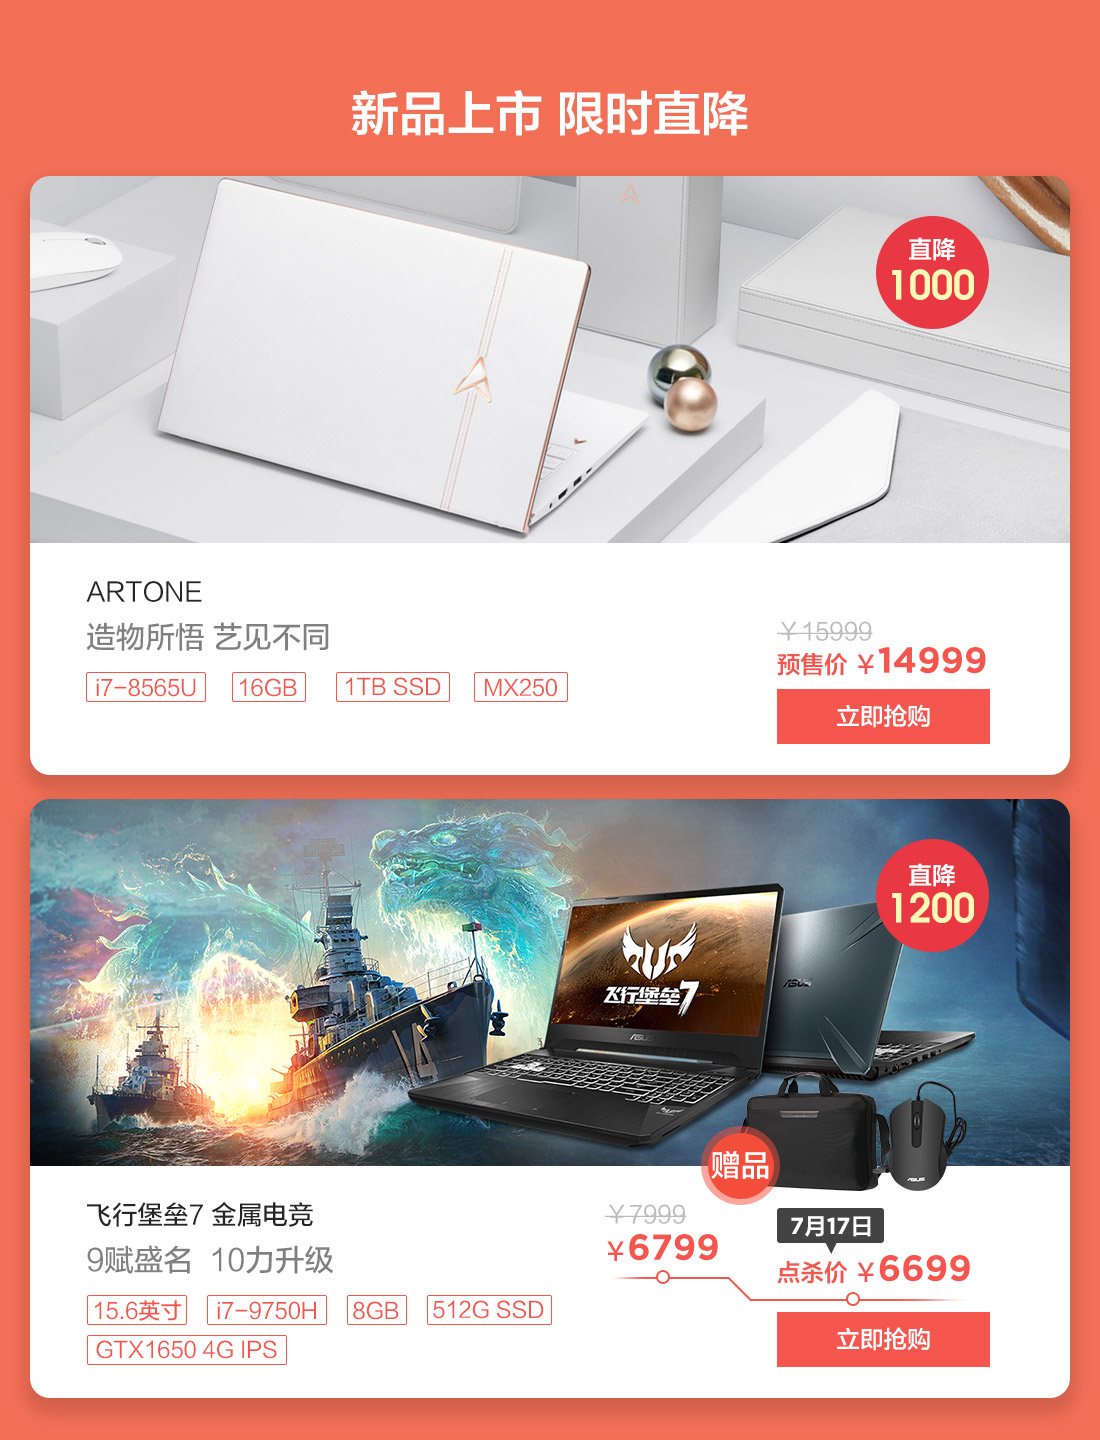 新品上市 限时直降
直降
1000
ARTONE
造物所悟 艺见不同
i7-8565U 16GB 1TB SSD MX250
￥15999
预售价 ￥14999
立即抢购
直降
1200
飞行堡垒7
ASUS
ASUS
ASUS
赠品
飞行堡垒7 金属电竞
9赋盛名 10力升级
15.6英寸 i7-9750H 8GB 512G SSD
GTX1650 4G IPS
￥7999
￥6799
7月17日
点杀价 ￥6699
立即抢购
14